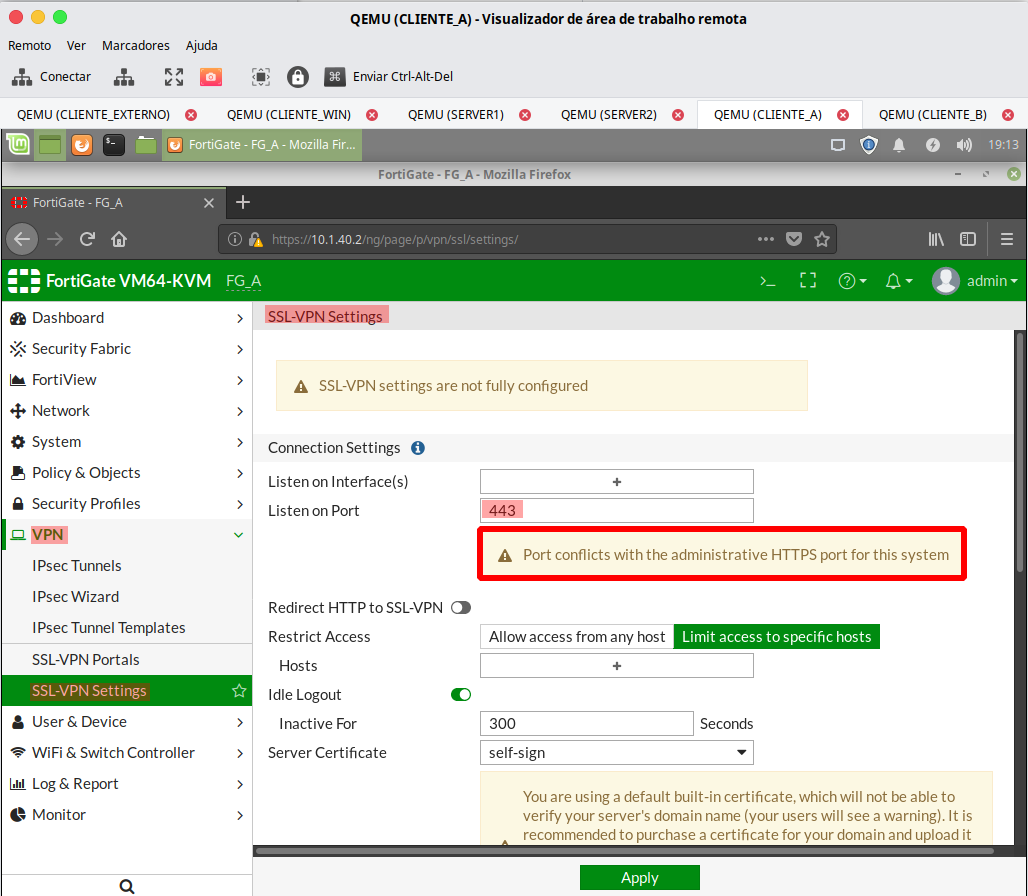 QEMU (CLIENTE_A) - Visualizador de área de trabalho remota
Remoto Ver Marcadores Ajuda
Conectar Enviar Ctrl-Alt-Del
QEMU (CLIENTE_EXTERNO) QEMU (CLIENTE_WIN) QEMU (SERVER1) QEMU (SERVER2) QEMU (CLIENTE_A) QEMU (CLIENTE_B)
FortiGate - FG_A - Mozilla Fir... 19:13
FortiGate - FG_A - Mozilla Firefox
FortiGate - FG_A
https://10.1.40.2/ng/page/p/vpn/ssl/settings/
FortiGate VM64-KVM FG_A admin
Dashboard
Security Fabric
FortiView
Network
System
Policy & Objects
Security Profiles
VPN
IPsec Tunnels
IPsec Wizard
IPsec Tunnel Templates
SSL-VPN Portals
SSL-VPN Settings
User & Device
WiFi & Switch Controller
Log & Report
Monitor
SSL-VPN Settings
SSL-VPN settings are not fully configured
Connection Settings
Listen on Interface(s) +
Listen on Port 443
Port conflicts with the administrative HTTPS port for this system
Redirect HTTP to SSL-VPN
Restrict Access Allow access from any host Limit access to specific hosts
Hosts +
Idle Logout
Inactive For 300 Seconds
Server Certificate self-sign
You are using a default built-in certificate, which will not be able to
verify your server's domain name (your users will see a warning). It is
recommended to purchase a certificate for your domain and upload it
Apply